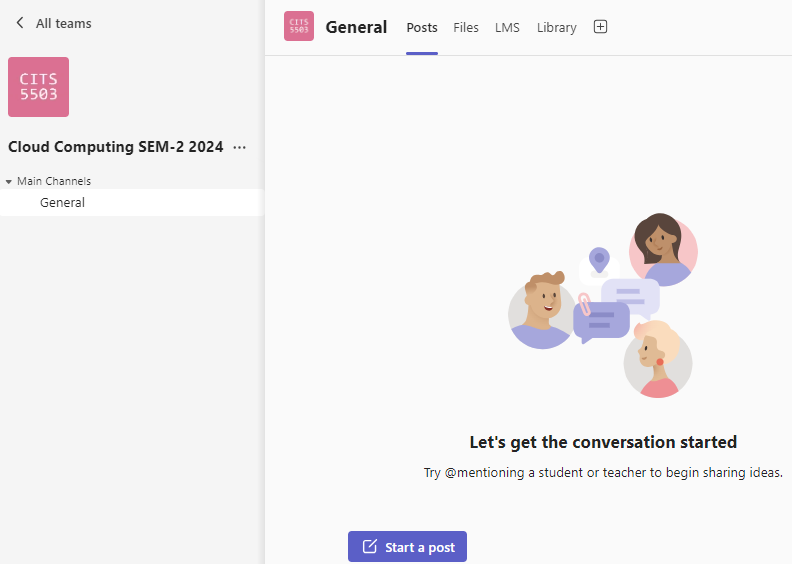 All teams
CITS
5503
Cloud Computing SEM-2 2024 ...
Main Channels
General
CITS
5503
General Posts Files LMS Library
Let's get the conversation started
Try @mentioning a student or teacher to begin sharing ideas.
Start a post